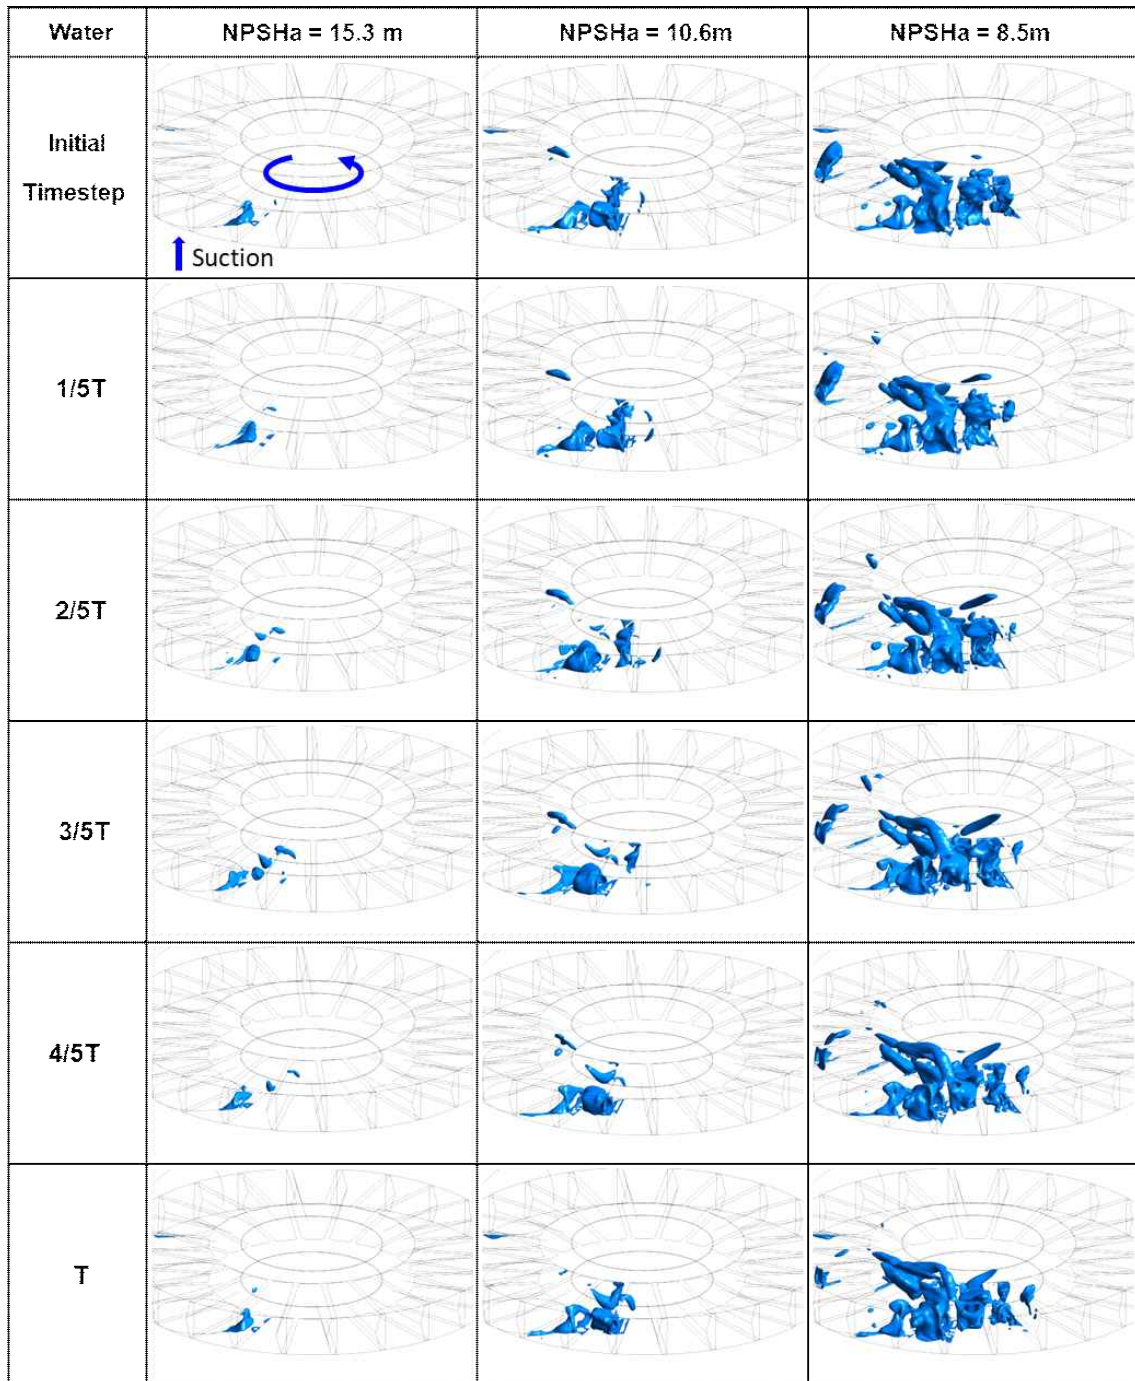 Water NPSHa = 15.3 m NPSHa = 10.6m NPSHa = 8.5m
Initial
Timestep
Suction
1/5T
2/5T
3/5T
4/5T
T